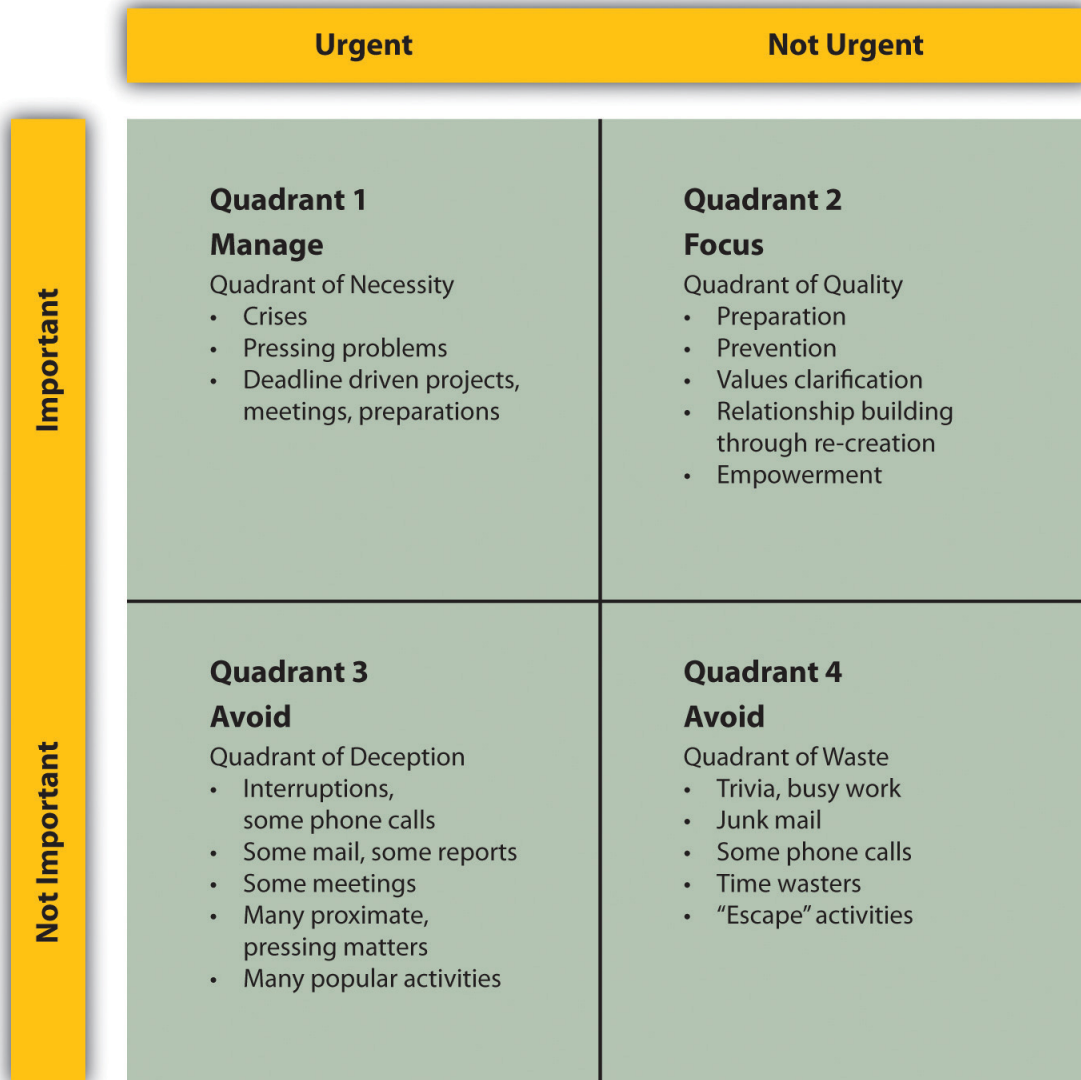 Urgent
Not Urgent
Important
Quadrant 1
Manage
Quadrant of Necessity
• Crises
• Pressing problems
• Deadline driven projects,
meetings, preparations
Quadrant 2
Focus
Quadrant of Quality
• Preparation
• Prevention
• Values clarification
• Relationship building
through re-creation
• Empowerment
Not Important
Quadrant 3
Avoid
Quadrant of Deception
• Interruptions,
some phone calls
• Some mail, some reports
• Some meetings
• Many proximate,
pressing matters
• Many popular activities
Quadrant 4
Avoid
Quadrant of Waste
• Trivia, busy work
• Junk mail
• Some phone calls
• Time wasters
• “Escape” activities